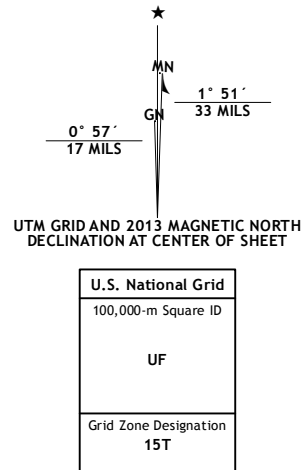 MN
1° 51´
33 MILS
GN
0° 57´
17 MILS
UTM GRID AND 2013 MAGNETIC NORTH
DECLINATION AT CENTER OF SHEET
U.S. National Grid
100,000-m Square ID
UF
Grid Zone Designation
15T